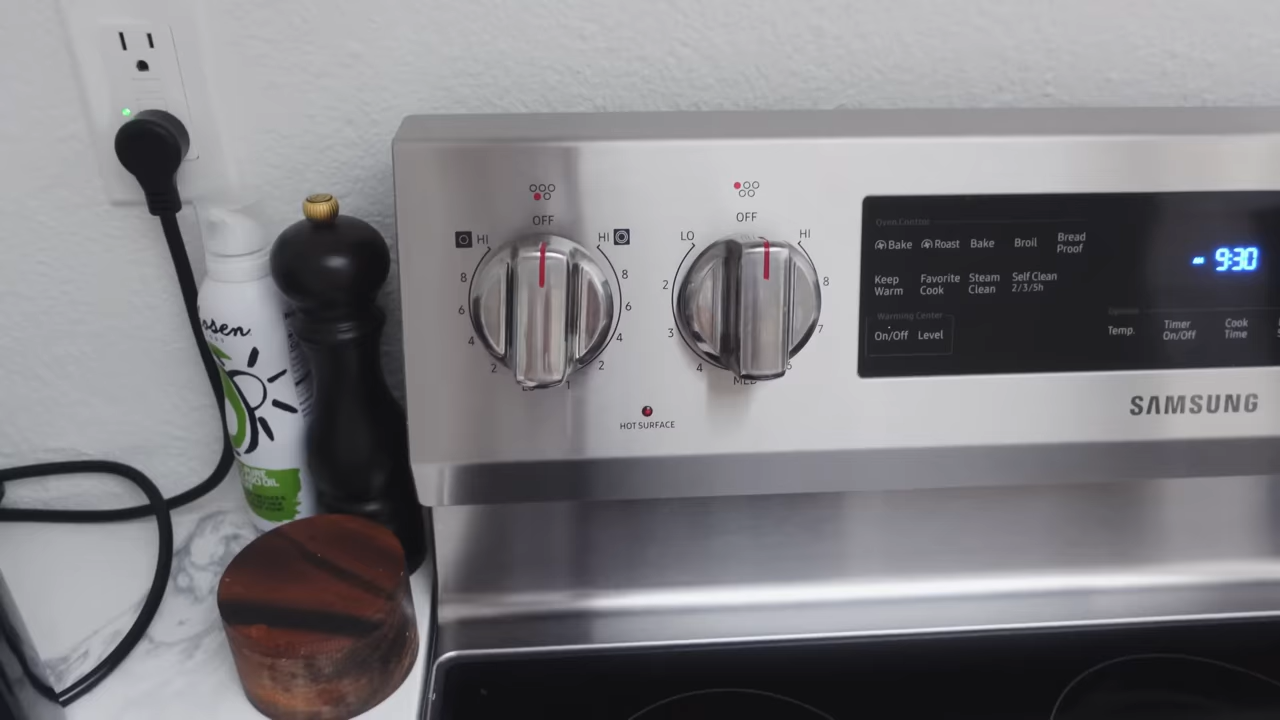 OFF
HI
HI
8
8
6
6
4
4
2
2
1
OFF
LO
HI
2
8
3
7
4
HOT SURFACE
Oven Control
Bake
Roast
Bake
Broil
Bread
Proof
Keep
Warm
Favorite
Cook
Steam
Clean
Self Clean
2/3/5h
Warming Center
On/Off
Level
9:30
Options
Temp.
Timer
On/Off
Cook
Time
SAMSUNG